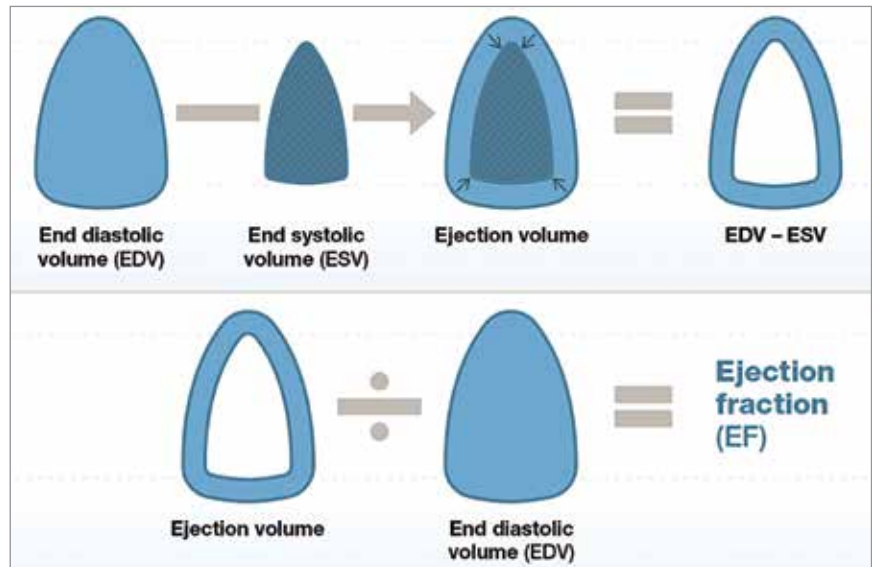 End diastolic
volume (EDV)
End systolic
volume (ESV)
Ejection volume
EDV – ESV
Ejection
fraction
(EF)
Ejection volume
End diastolic
volume (EDV)